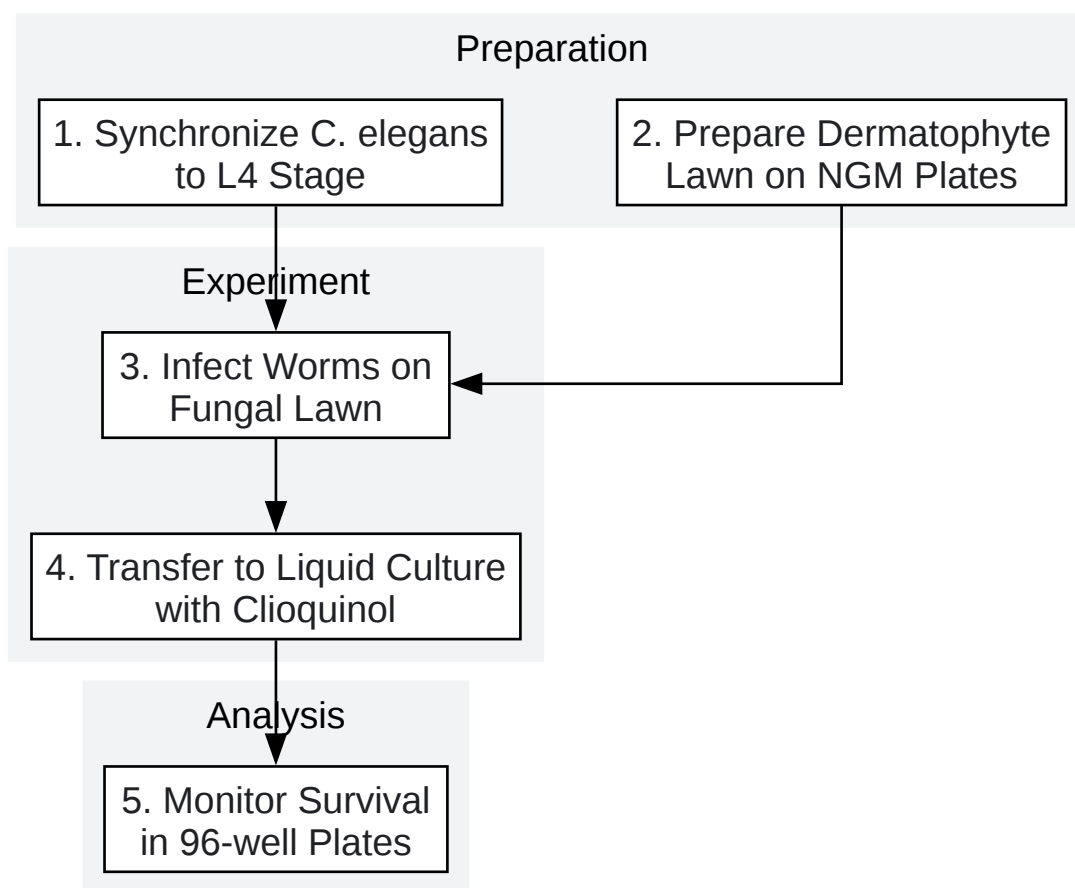 Preparation
1. Synchronize C. elegans
to L4 Stage
2. Prepare Dermatophyte
Lawn on NGM Plates
Experiment
3. Infect Worms on
Fungal Lawn
4. Transfer to Liquid Culture
with Clioquinol
Analysis
5. Monitor Survival
in 96-well Plates